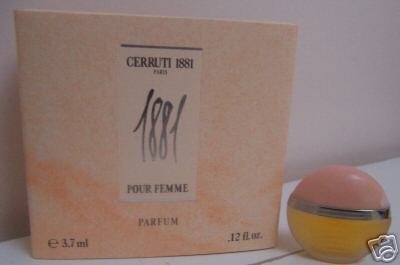 CERRUTI 1881
PARIS
1881
POUR FEMME
PARFUM
℮ 3.7 ml .12 fl.oz.